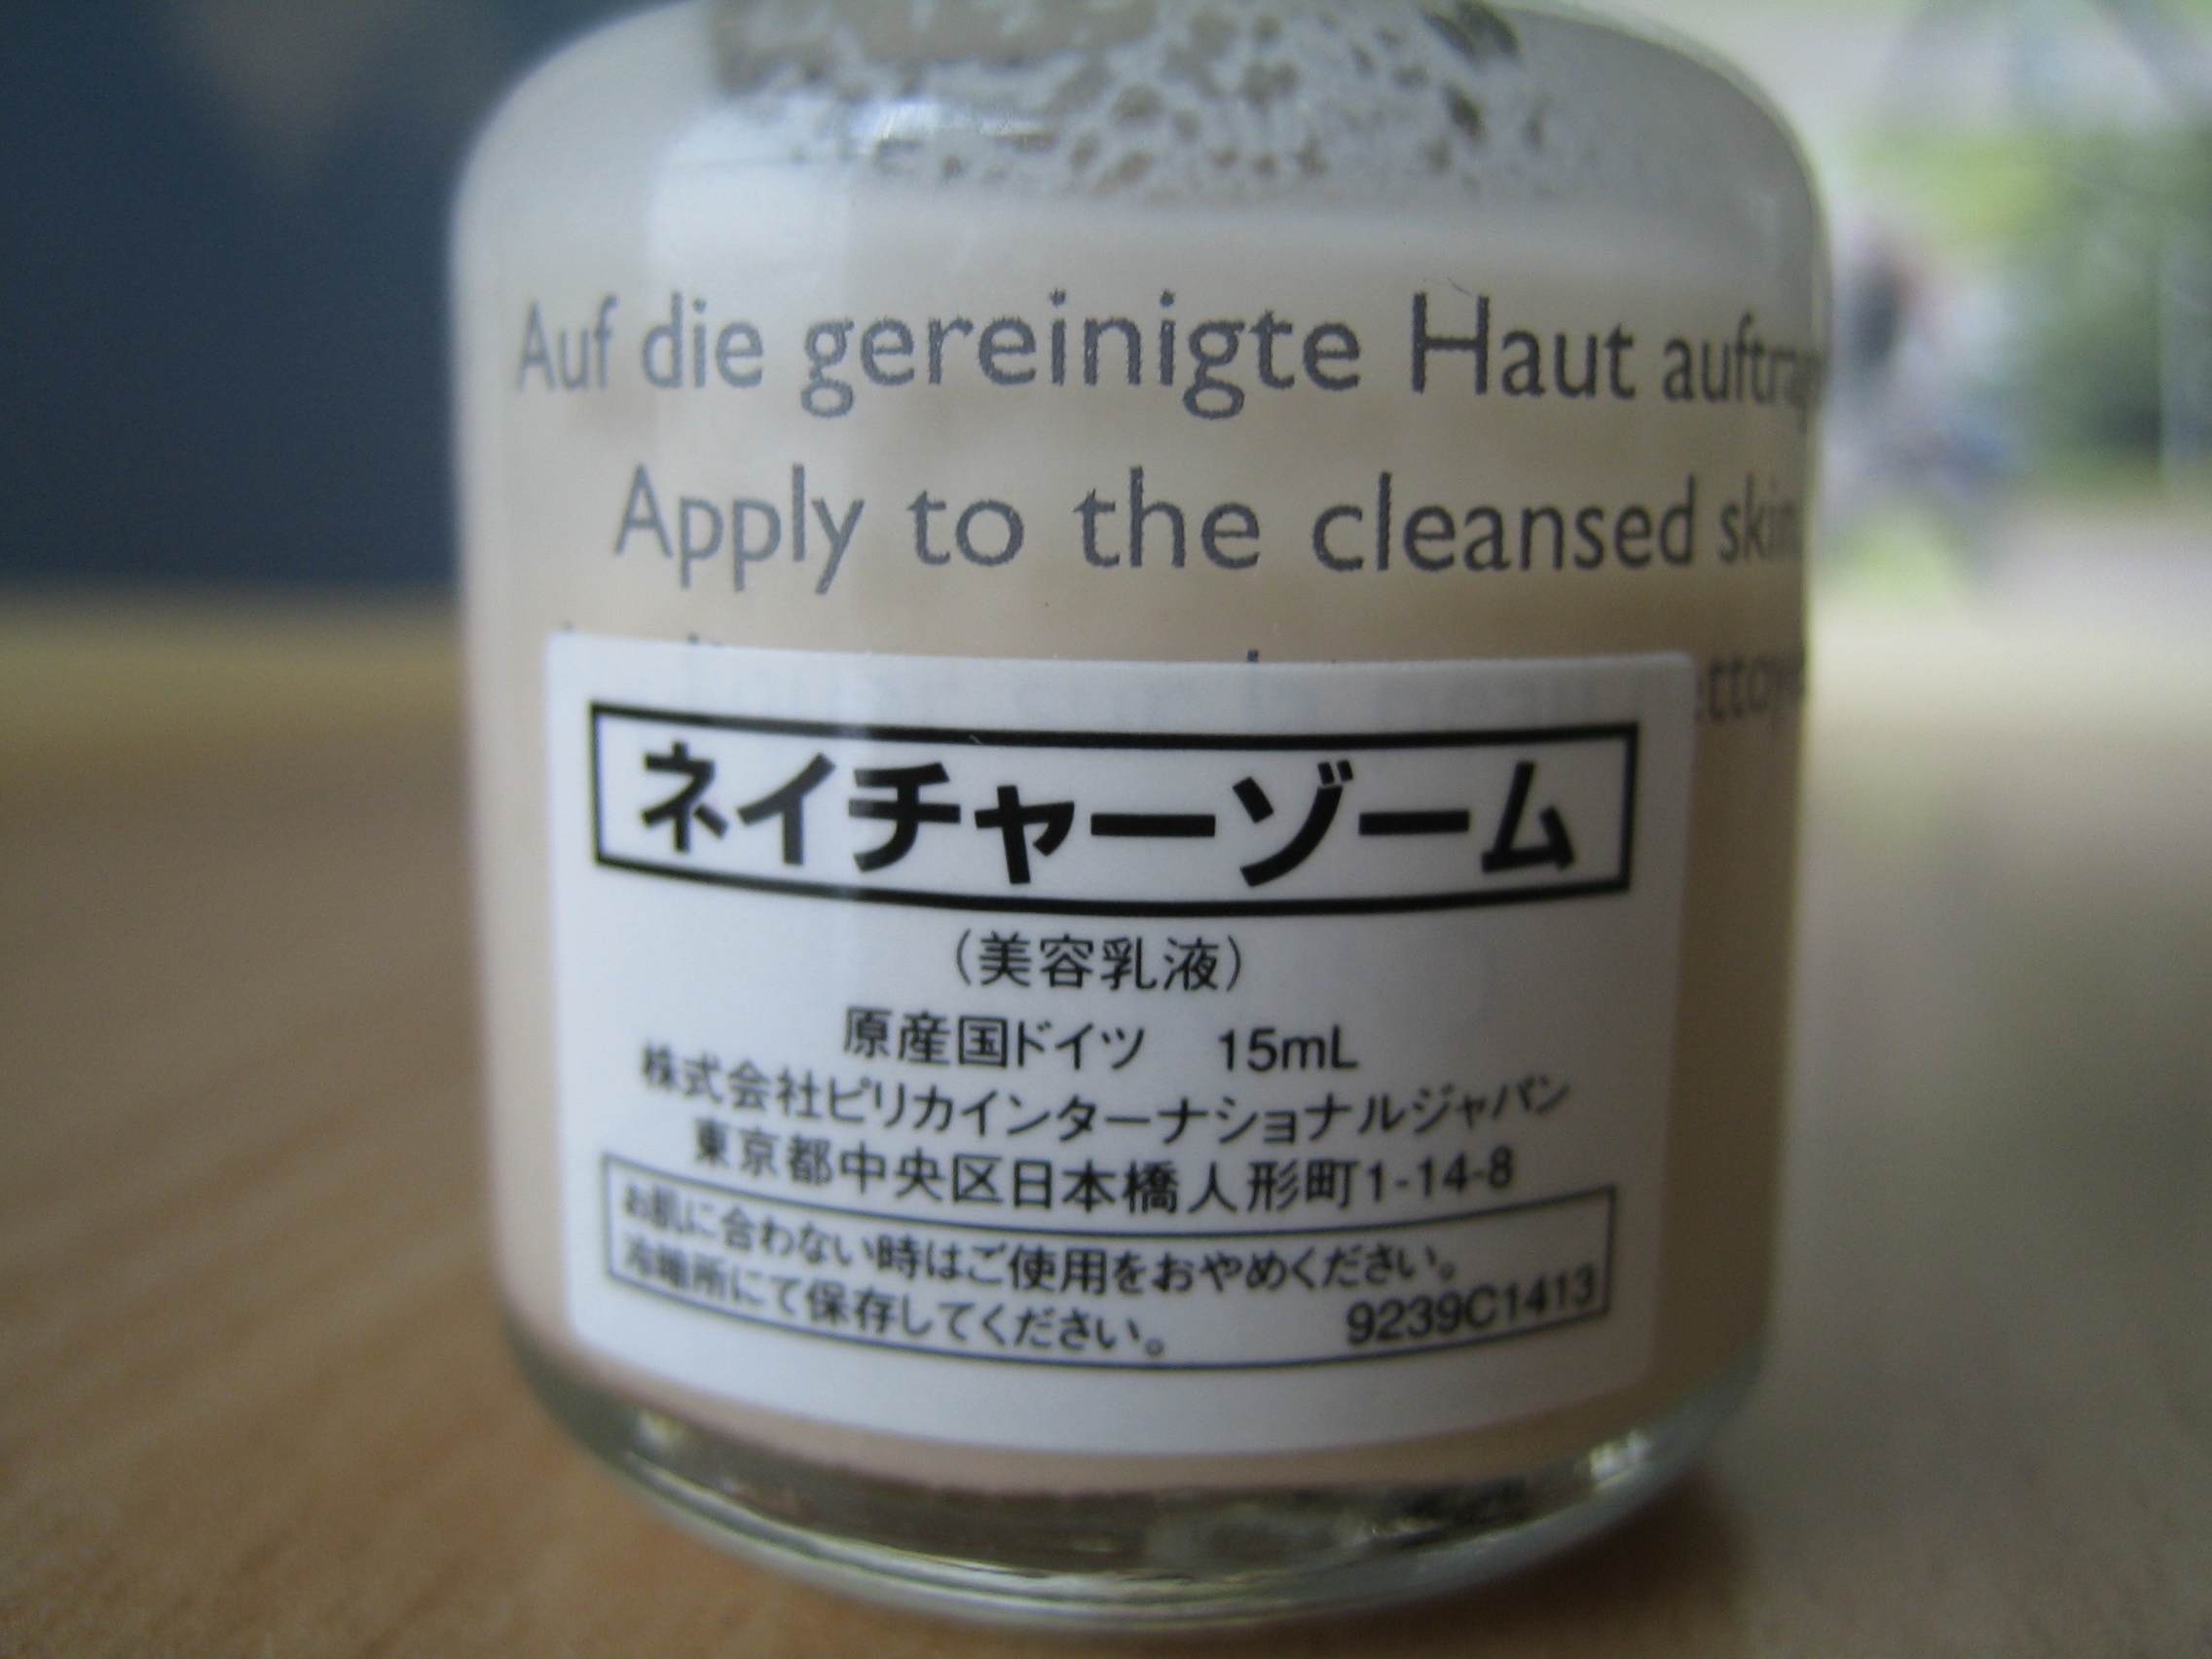 Auf die gereinigte Haut auftrag
Apply to the cleansed skin.
ネイチャーゾーム
（美容乳液）
原産国ドイツ 15mL
株式会社ピリカインターナショナルジャパン
東京都中央区日本橋人形町1-14-8
お肌に合わない時はご使用をおやめください。
冷暗所にて保存してください。 9239C1413